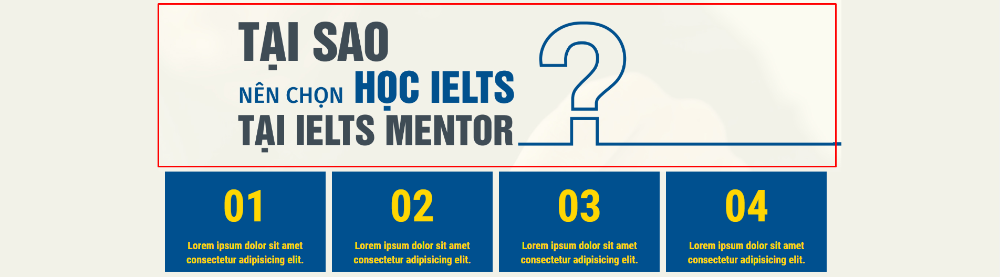 TẠI SAO
NÊN CHỌN HỌC IELTS
TẠI IELTS MENTOR
?
01
Lorem ipsum dolor sit amet
consectetur adipisicing elit.
02
Lorem ipsum dolor sit amet
consectetur adipisicing elit.
03
Lorem ipsum dolor sit amet
consectetur adipisicing elit.
04
Lorem ipsum dolor sit amet
consectetur adipisicing elit.